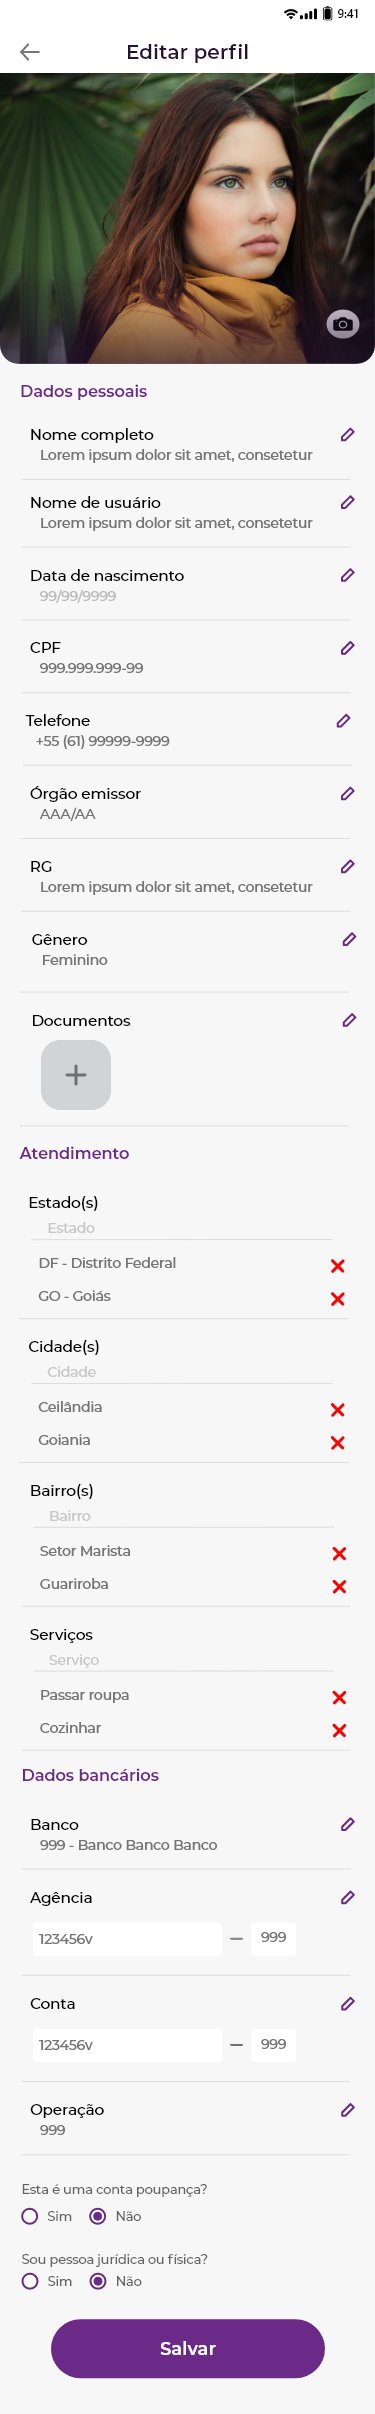 9:41
Editar perfil
Dados pessoais
Nome completo
Lorem ipsum dolor sit amet, consetetur
Nome de usuário
Lorem ipsum dolor sit amet, consetetur
Data de nascimento
99/99/9999
CPF
999.999.999-99
Telefone
+55 (61) 99999-9999
Órgão emissor
AAA/AA
RG
Lorem ipsum dolor sit amet, consetetur
Gênero
Feminino
Documentos
Atendimento
Estado(s)
Estado
DF - Distrito Federal
GO - Goiás
Cidade(s)
Cidade
Ceilândia
Goiania
Bairro(s)
Bairro
Setor Marista
Guariroba
Serviços
Serviço
Passar roupa
Cozinhar
Dados bancários
Banco
999 - Banco Banco Banco
Agência
123456v — 999
Conta
123456v — 999
Operação
999
Esta é uma conta poupança?
Sim Não
Sou pessoa jurídica ou física?
Sim Não
Salvar